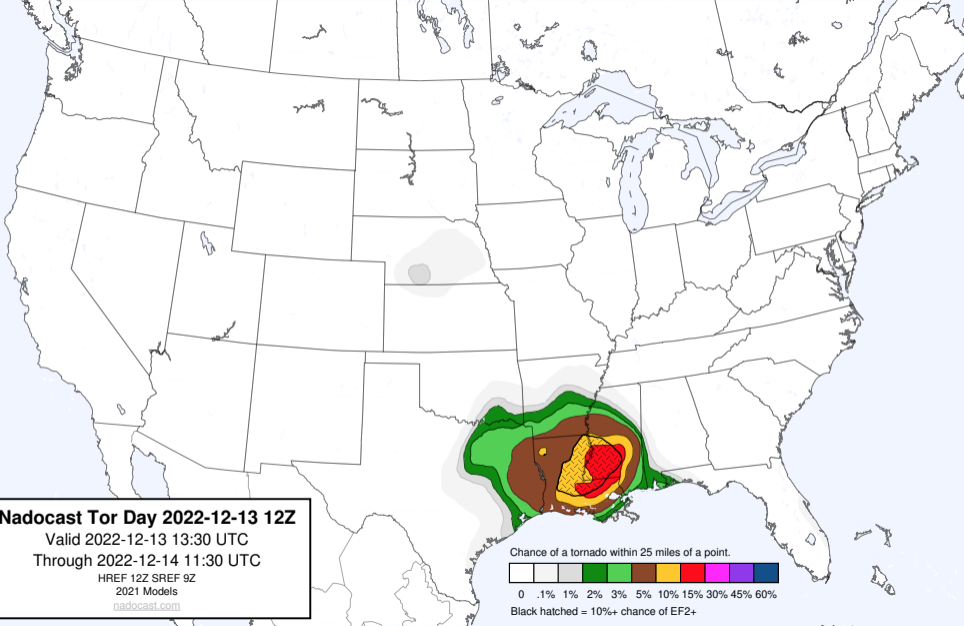 Nadocast Tor Day 2022-12-13 12Z
Valid 2022-12-13 13:30 UTC
Through 2022-12-14 11:30 UTC
HREF 12Z SREF 9Z
2021 Models
nadocast.com
Chance of a tornado within 25 miles of a point.
0 .1% 1% 2% 3% 5% 10% 15% 30% 45% 60%
Black hatched = 10%+ chance of EF2+